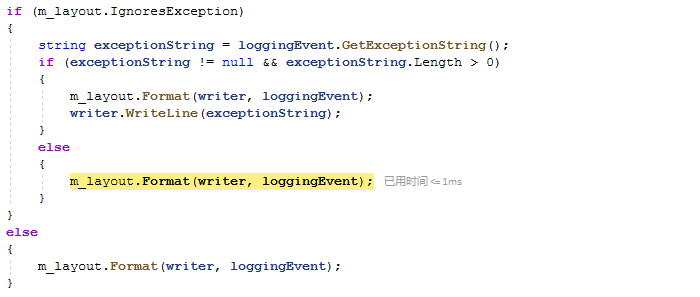 if (m_layout.IgnoresException)
{
    string exceptionString = loggingEvent.GetExceptionString();
    if (exceptionString != null && exceptionString.Length > 0)
    {
        m_layout.Format(writer, loggingEvent);
        writer.WriteLine(exceptionString);
    }
    else
    {
        m_layout.Format(writer, loggingEvent); 已用时间 <= 1ms
    }
}
else
{
    m_layout.Format(writer, loggingEvent);
}